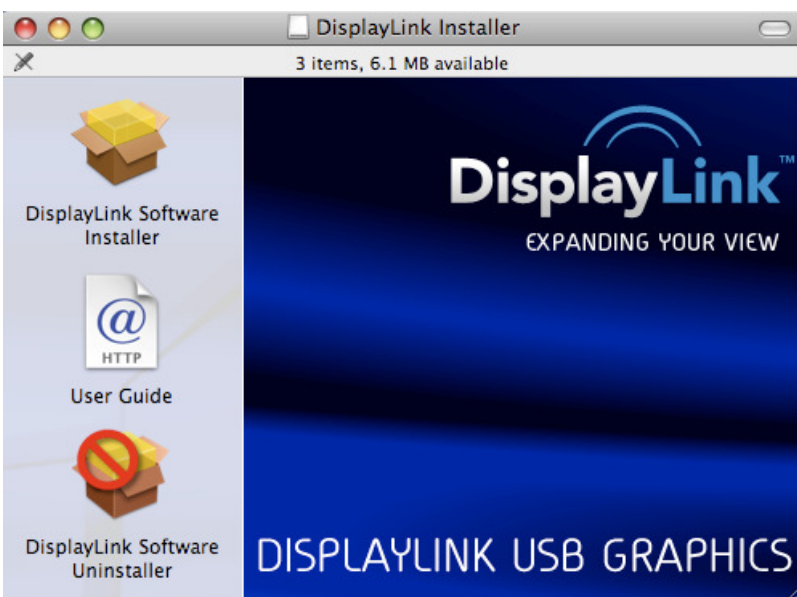 DisplayLink Installer
3 items, 6.1 MB available
DisplayLink Software
Installer
@
HTTP
User Guide
DisplayLink Software
Uninstaller
DisplayLink™
EXPANDING YOUR VIEW
DISPLAYLINK USB GRAPHICS